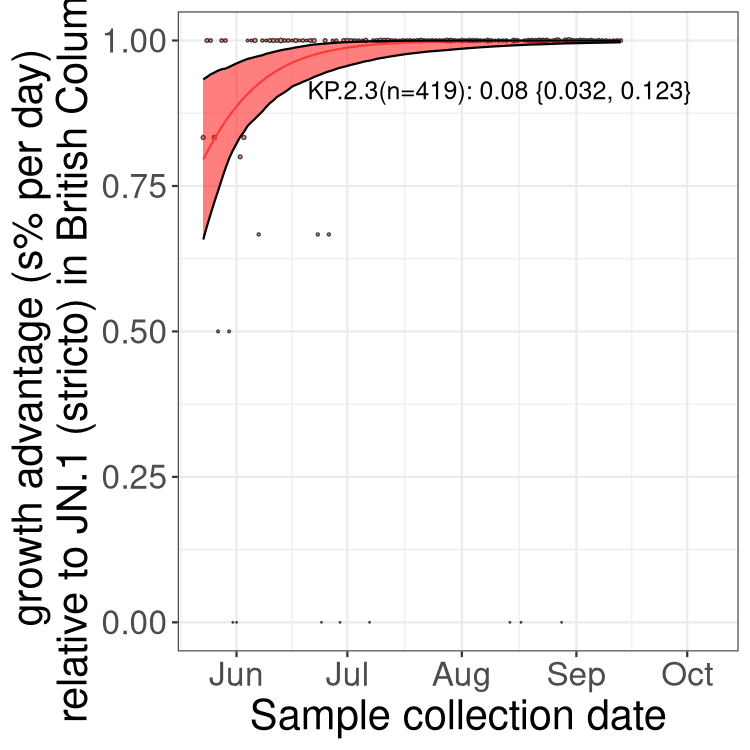 growth advantage (s% per day)
relative to JN.1 (stricto) in British Colum
1.00
0.75
0.50
0.25
0.00
KP.2.3(n=419): 0.08 {0.032, 0.123}
Jun Jul Aug Sep Oct
Sample collection date